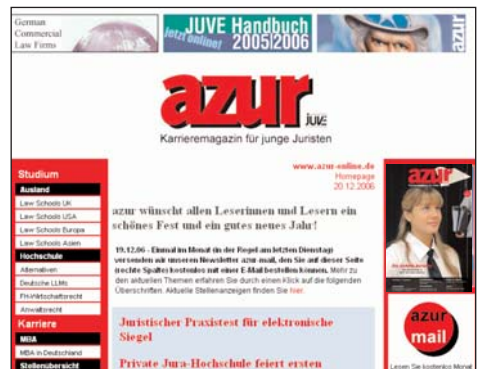 German
Commercial
Law Firms
JUVE Handbuch
jetzt online! 2005|2006
azur
azur
JUVE
Karrieremagazin für junge Juristen
www.azur-online.de
Homepage
20.12.2006
Studium
Ausland
Law Schools UK
Law Schools USA
Law Schools Europa
Law Schools Asien
Hochschule
Alternativen
Deutsche LLMs
FH-Wirtschaftsrecht
Anwaltsrecht
Karriere
MBA
MBA in Deutschland
Stellenübersicht
azur wünscht allen Leserinnen und Lesern ein
schönes Fest und ein gutes neues Jahr!
19.12.06 - Einmal im Monat (in der Regel am letzten Dienstag)
versenden wir unseren Newsletter azur-mail, den Sie auf dieser Seite
(rechte Spalte) kostenlos mit einer E-Mail bestellen können. Mehr zu
den aktuellen Themen erfahren Sie durch einen Klick auf die folgenden
Überschriften. Aktuelle Stellenanzeigen finden Sie hier.
Juristischer Praxistest für elektronische
Siegel
Private Jura-Hochschule feiert ersten
azur
azur
mail
Lesen Sie kostenlos Monat